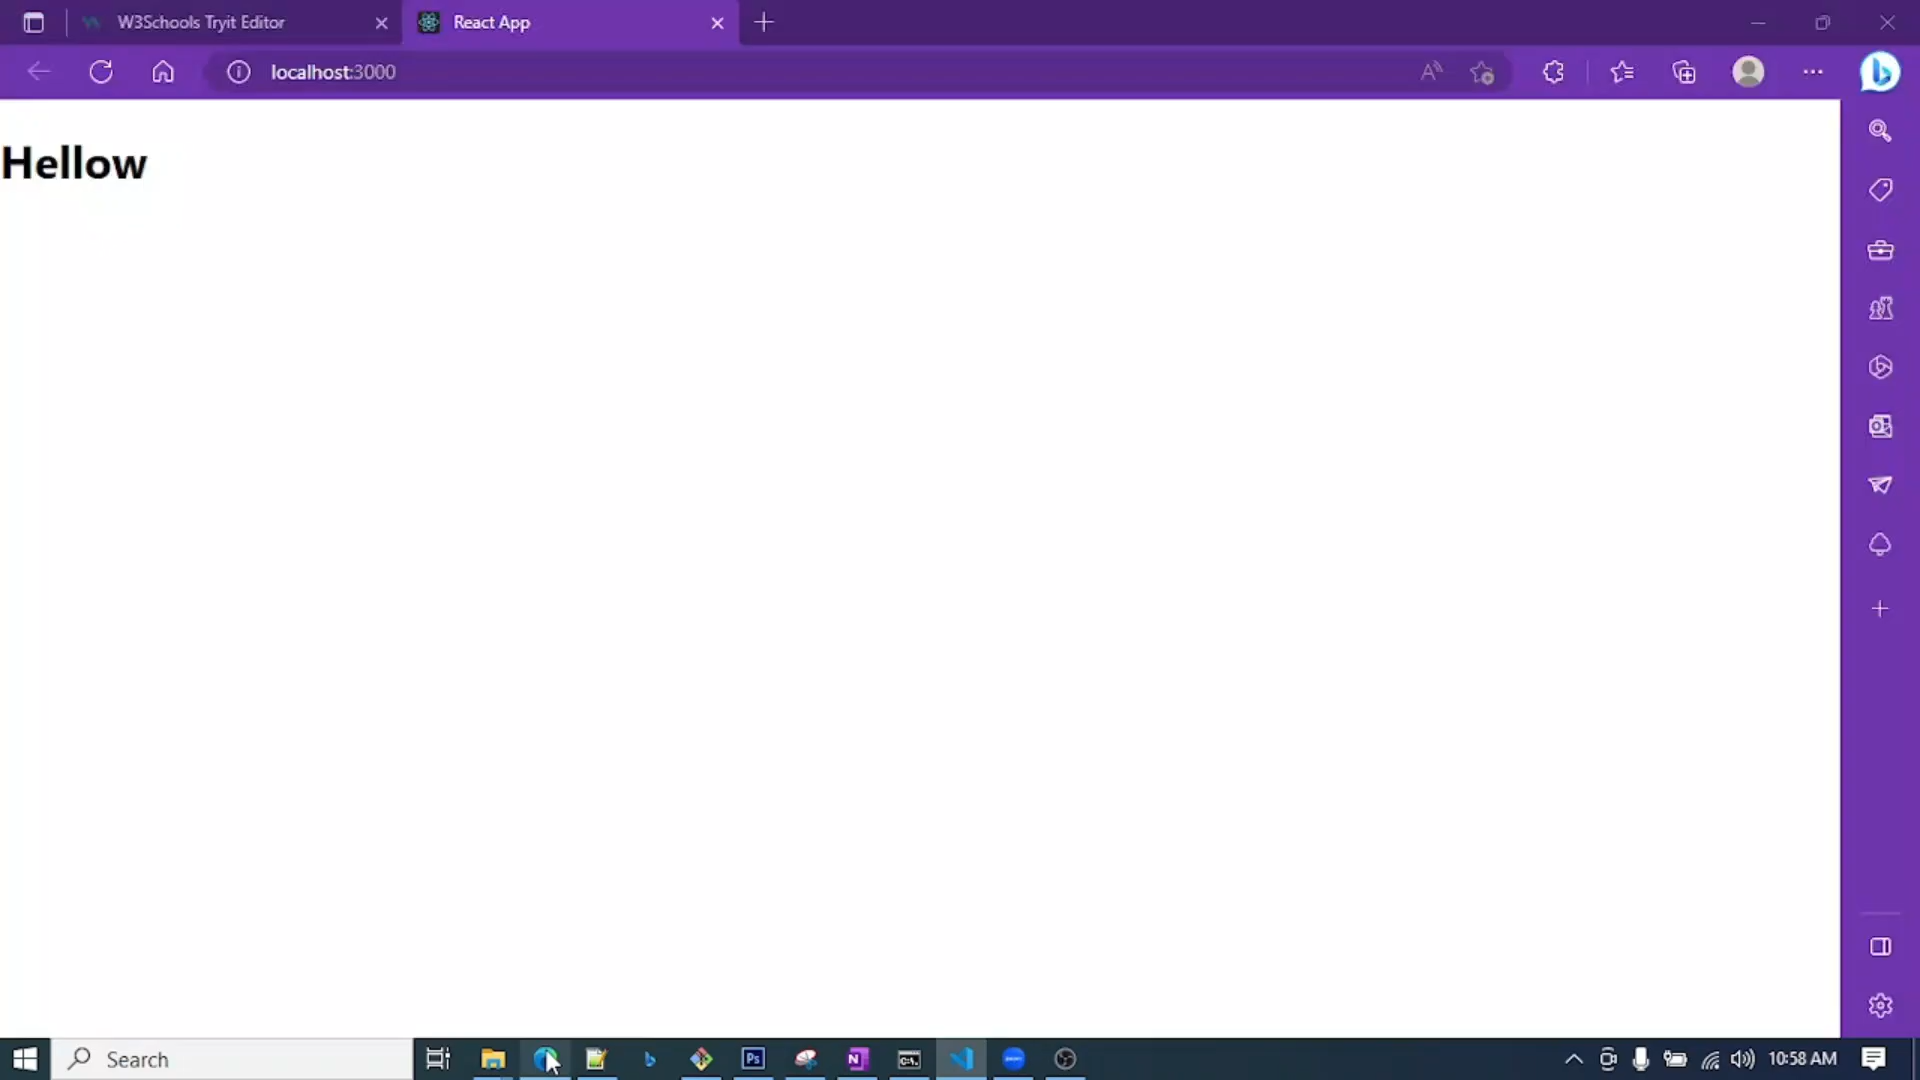 W3Schools Tryit Editor
React App
localhost:3000
Hellow
Search
10:58 AM